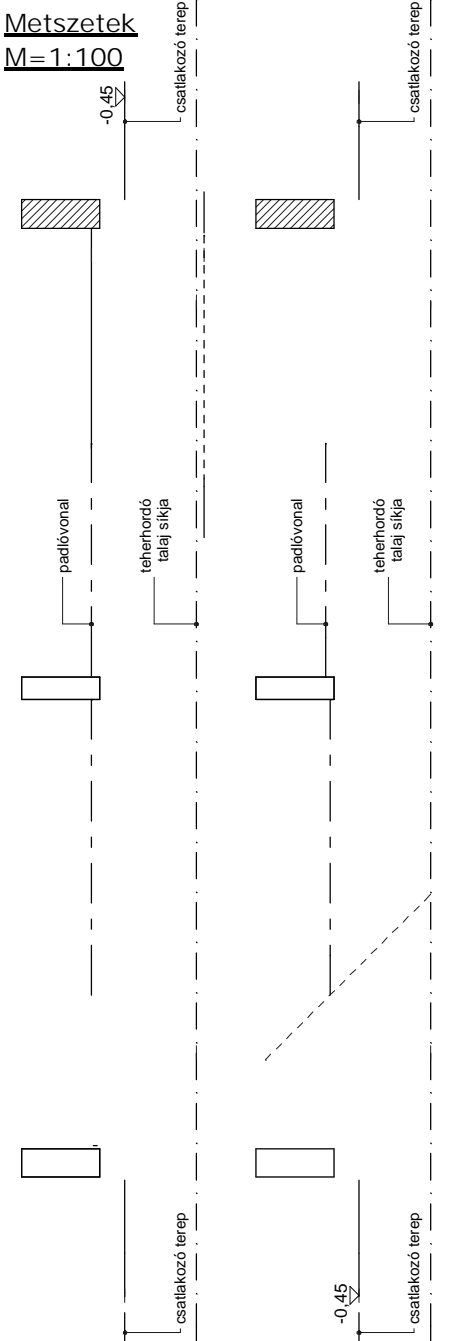 Metszetek
M=1:100
-0,45
csatlakozó terep
csatlakozó terep
padlóvonal
teherhordó
talaj síkja
padlóvonal
teherhordó
talaj síkja
csatlakozó terep
-0,45
csatlakozó terep